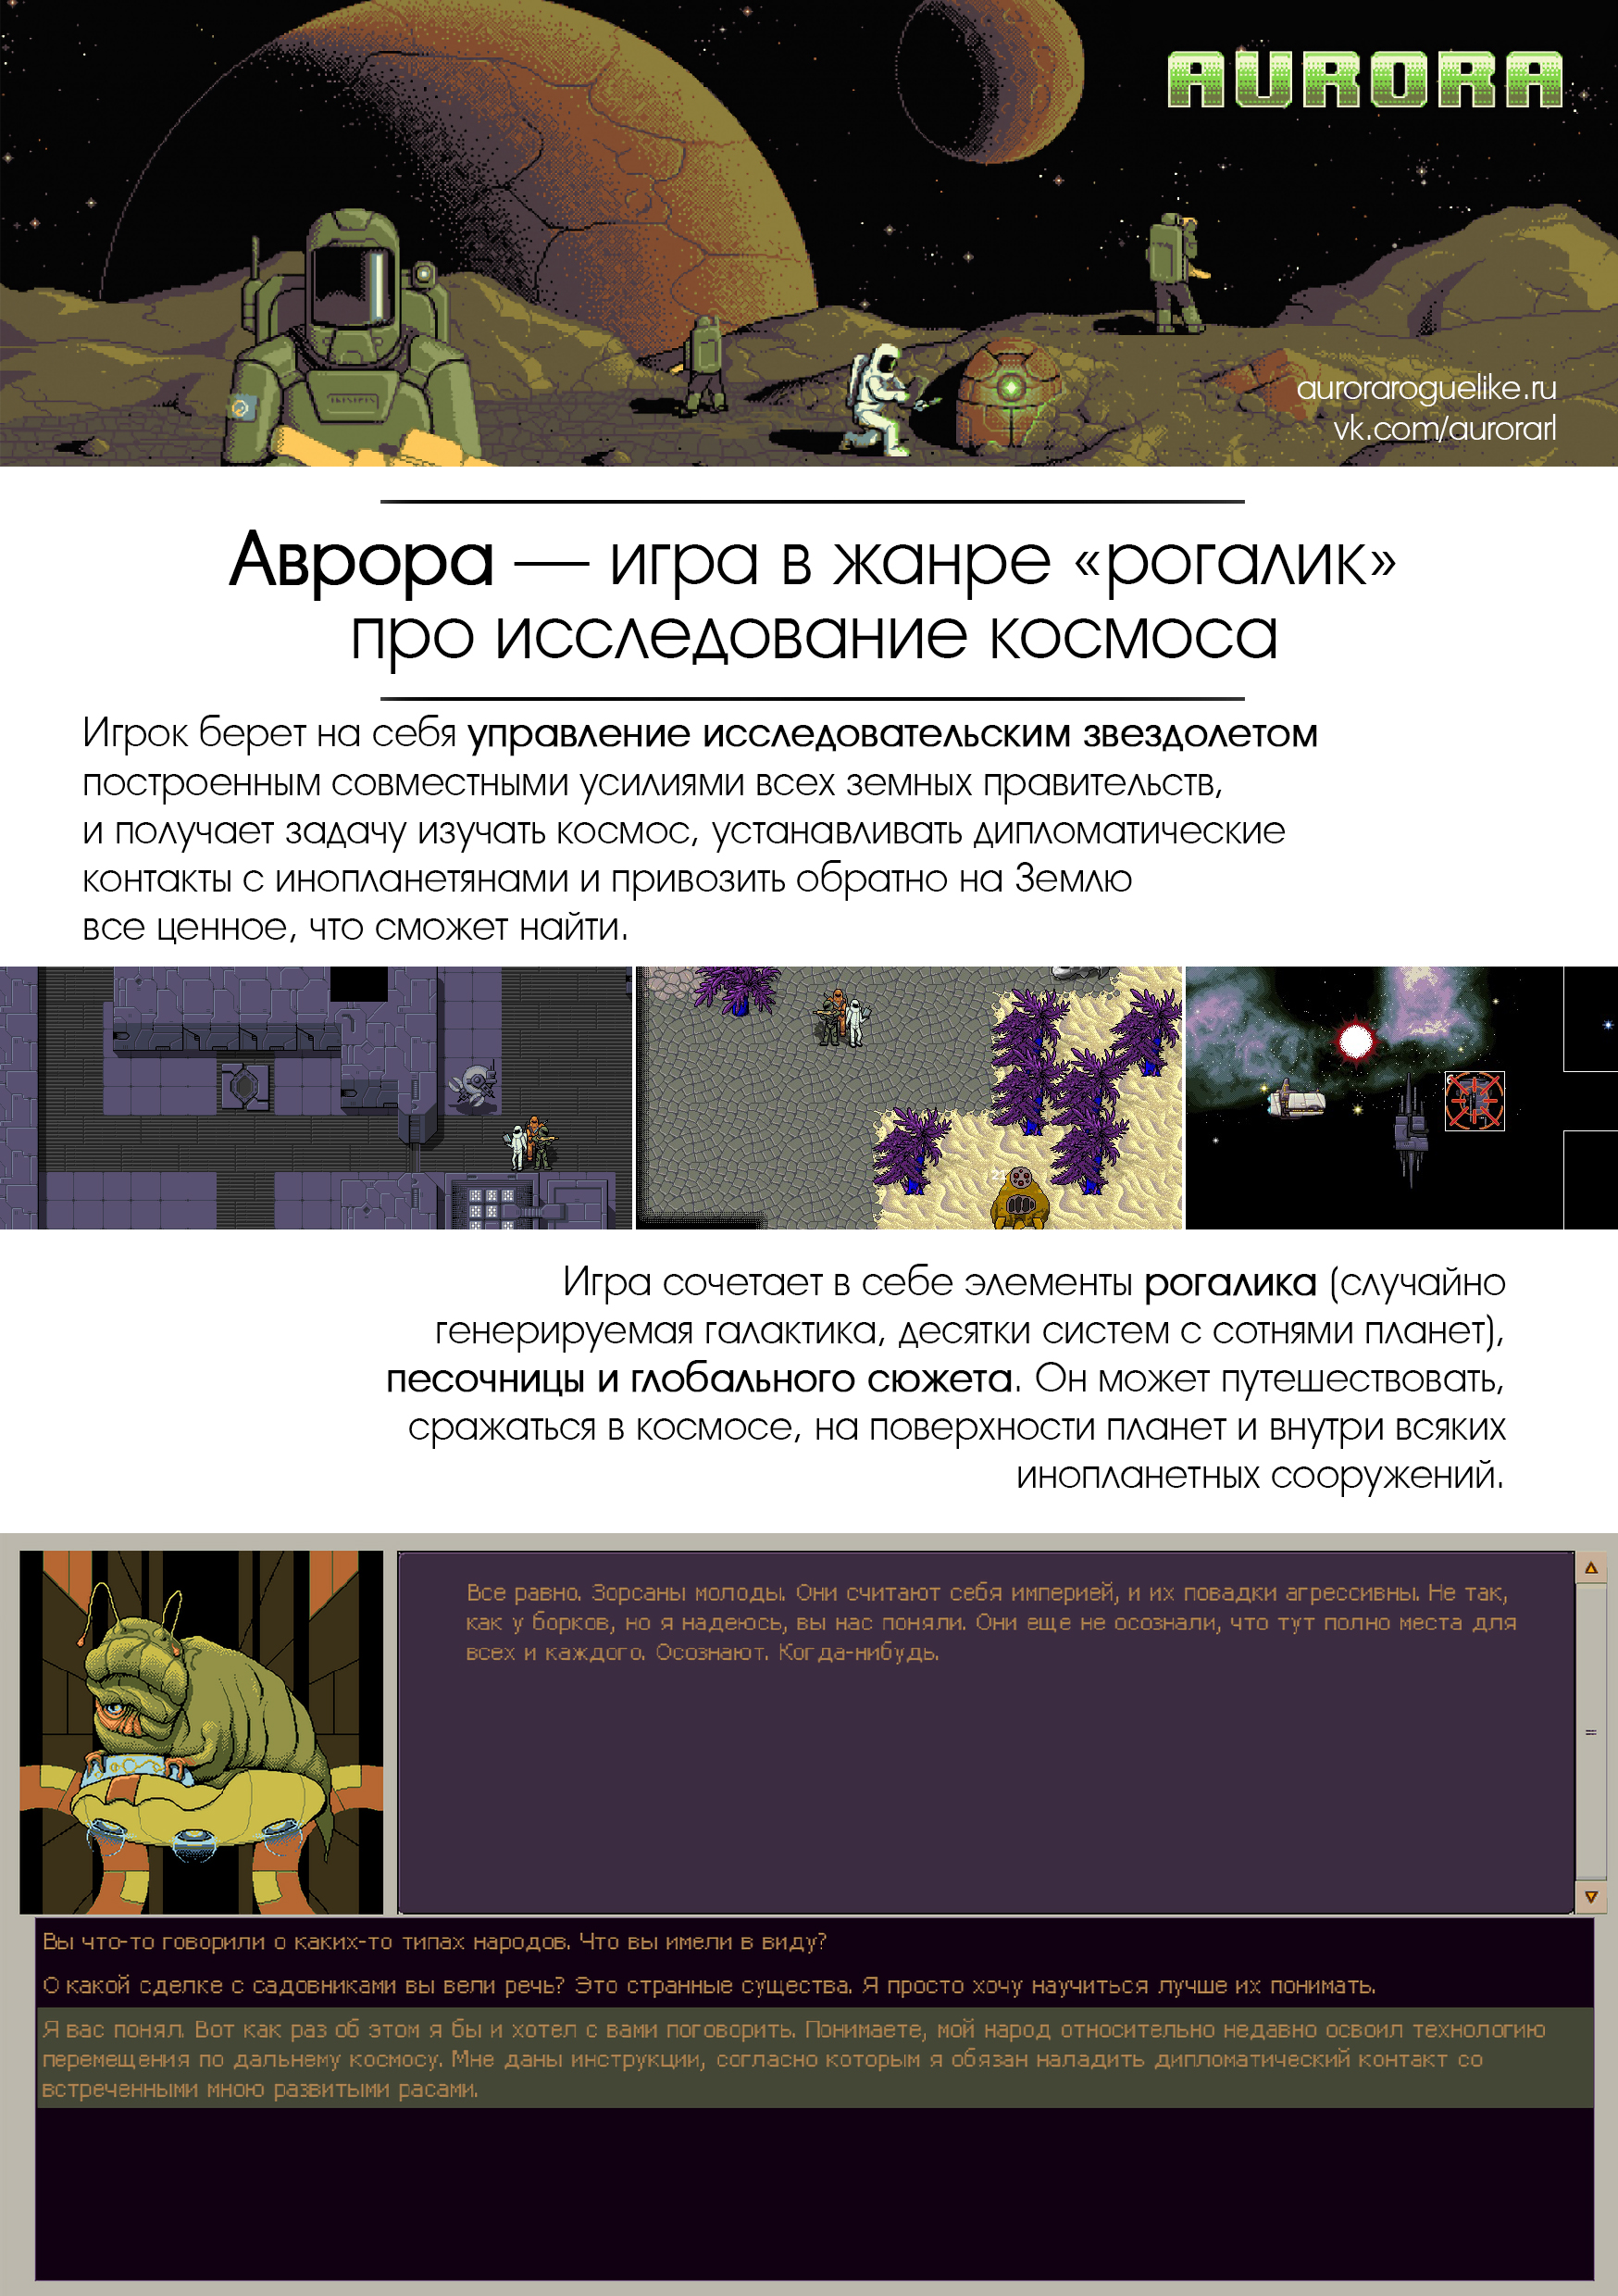 AURORA
auroraroguelike.ru
vk.com/aurorarl
Аврора — игра в жанре «рогалик»
про исследование космоса
Игрок берет на себя управление исследовательским звездолетом
построенным совместными усилиями всех земных правительств,
и получает задачу изучать космос, устанавливать дипломатические
контакты с инопланетянами и привозить обратно на Землю
все ценное, что сможет найти.
Игра сочетает в себе элементы рогалика (случайно
генерируемая галактика, десятки систем с сотнями планет),
песочницы и глобального сюжета. Он может путешествовать,
сражаться в космосе, на поверхности планет и внутри всяких
инопланетных сооружений.
Все равно. Зорсаны молоды. Они считают себя империей, и их повадки агрессивны. Не так,
как у борков, но я надеюсь, вы нас поняли. Они еще не осознали, что тут полно места для
всех и каждого. Осознают. Когда-нибудь.
Вы что-то говорили о каких-то типах народов. Что вы имели в виду?
О какой сделке с садовниками вы вели речь? Это странные существа. Я просто хочу научиться лучше их понимать.
Я вас понял. Вот как раз об этом я бы и хотел с вами поговорить. Понимаете, мой народ относительно недавно освоил технологию
перемещения по дальнему космосу. Мне даны инструкции, согласно которым я обязан наладить дипломатический контакт со
встреченными мною развитыми расами.